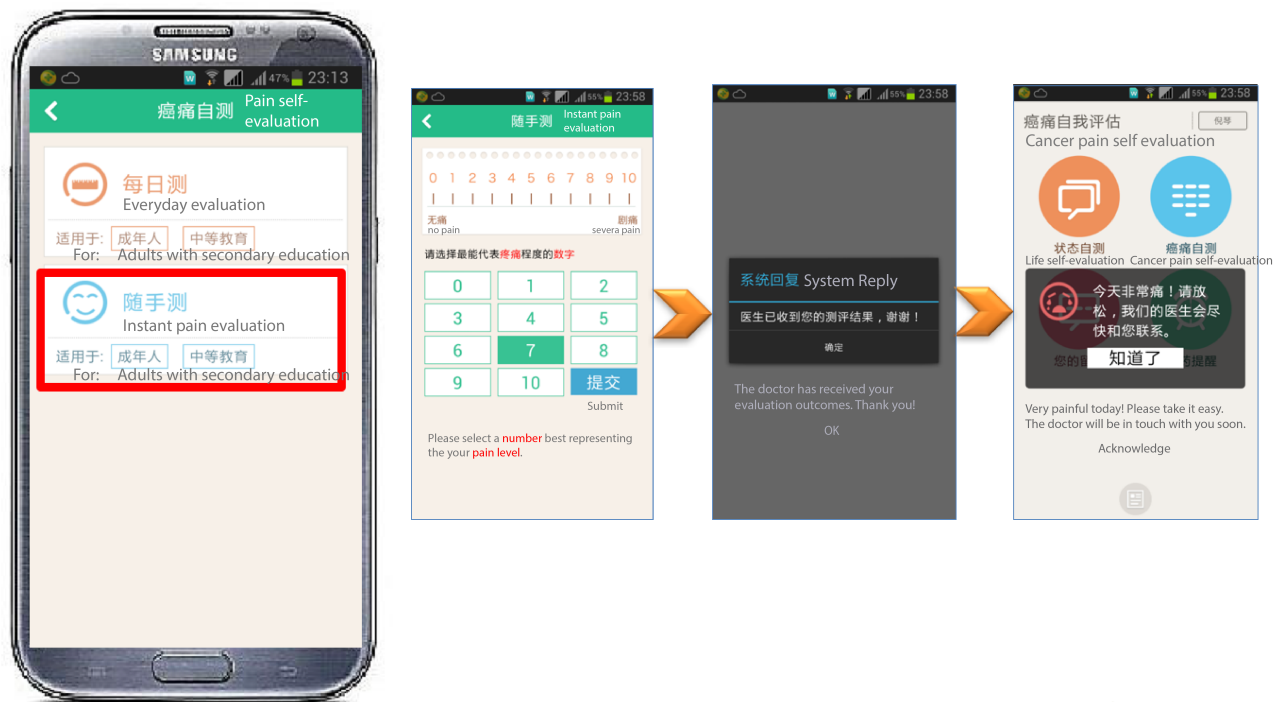 SAMSUNG
47% 23:13
癌痛自测 Pain self-
evaluation
每日测
Everyday evaluation
适用于: 成年人 中等教育
For: Adults with secondary education
随手测
Instant pain evaluation
适用于: 成年人 中等教育
For: Adults with secondary education
55% 23:58
随手测 Instant pain
evaluation
0 1 2 3 4 5 6 7 8 9 10
无痛 剧痛
no pain severa pain
请选择最能代表疼痛程度的数字
0 1 2
3 4 5
6 7 8
9 10 提交
Submit
Please select a number best representing
the your pain level.
55% 23:58
系统回复 System Reply
医生已收到您的测评结果，谢谢！
确定
The doctor has received your
evaluation outcomes. Thank you!
OK
55% 23:58
癌痛自我评估 倪琴
Cancer pain self evaluation
状态自测 癌痛自测
Life self-evaluation Cancer pain self-evaluation
今天非常痛！请放
松，我们的医生会尽
快和您联系。
知道了
Very painful today! Please take it easy.
The doctor will be in touch with you soon.
Acknowledge